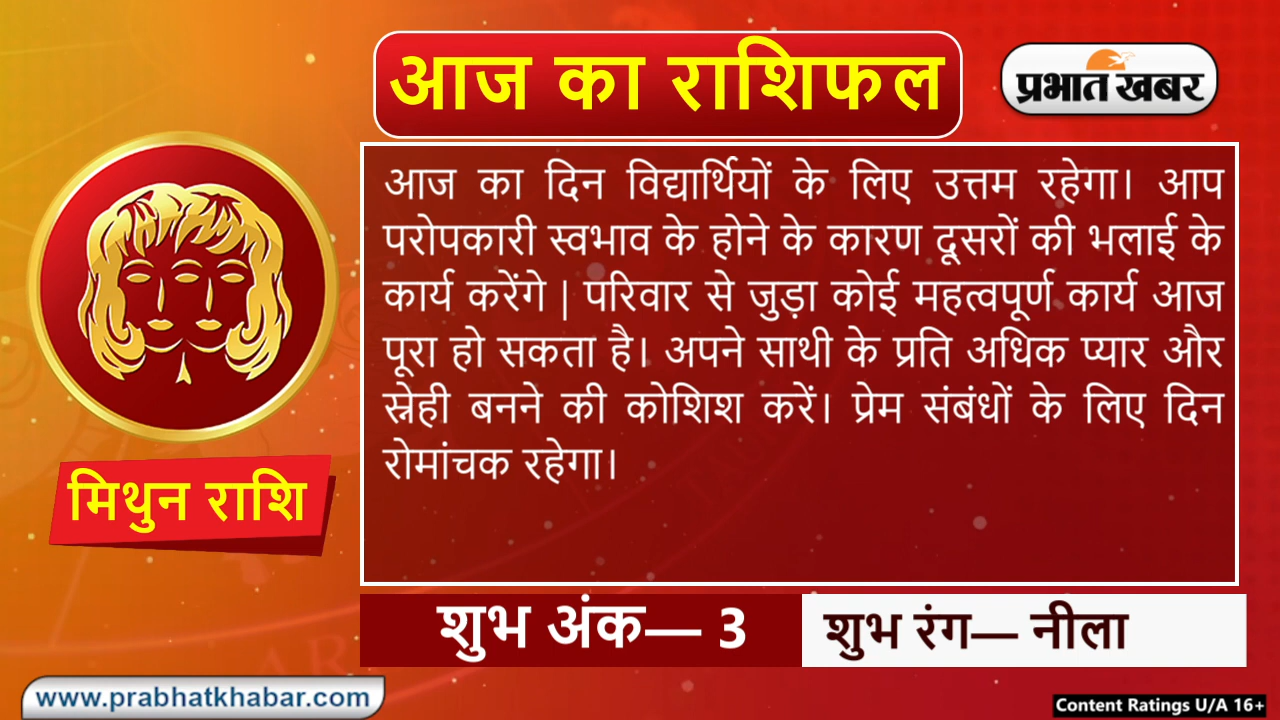 आज का राशिफल
प्रभात खबर
आज का दिन विद्यार्थियों के लिए उत्तम रहेगा। आप
परोपकारी स्वभाव के होने के कारण दूसरों की भलाई के
कार्य करेंगे | परिवार से जुड़ा कोई महत्वपूर्ण कार्य आज
पूरा हो सकता है। अपने साथी के प्रति अधिक प्यार और
स्नेही बनने की कोशिश करें। प्रेम संबंधों के लिए दिन
रोमांचक रहेगा।
मिथुन राशि
शुभ अंक— 3
शुभ रंग— नीला
www.prabhatkhabar.com
Content Ratings U/A 16+